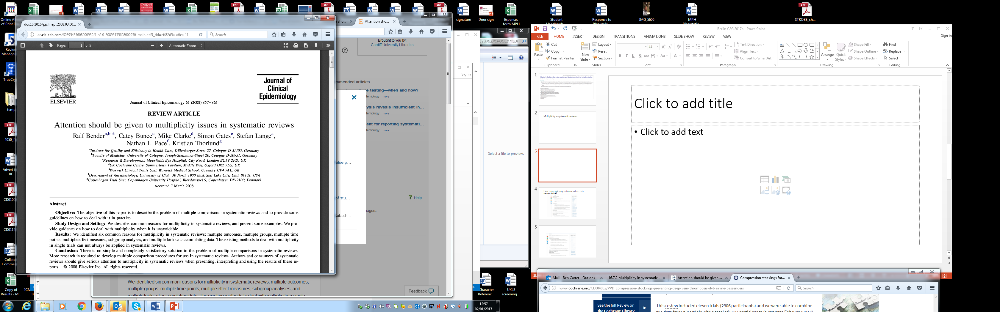 Online Al...
of Print D...
Review
Manager...
TrueCry...
temp
4050_f...
Advert t...
BC
CD0100...
CD0114...
Collate
Comme...
Copy of
Results - M...
signature
Door sign
Expenses
form MPH
Student
Handbook...
Response to
Plos revie...
IMG_5606
MPH
Dissertatio...
STROBE_ch...
doi:10.1016/j.jclinepi.2008.03.00...
ac.els-cdn.com/S0895435608000930/1-s2.0-S0895435608000930-main.pdf?_tid=eff82d5a-d0ea-11
Search
Page: 1 of 9
Automatic Zoom
ELSEVIER
Journal of
Clinical
Epidemiology
Journal of Clinical Epidemiology 61 (2008) 857–865
REVIEW ARTICLE
Attention should be given to multiplicity issues in systematic reviews
Ralf Bender a,b,*, Catey Bunce c, Mike Clarke d, Simon Gates e, Stefan Lange a,
Nathan L. Pace f, Kristian Thorlund g
a Institute for Quality and Efficiency in Health Care, Dillenburger Street 27, Cologne D-51105, Germany
b Faculty of Medicine, University of Cologne, Joseph-Stelzmann-Street 20, Cologne D-50931, Germany
c Research & Development, Moorfields Eye Hospital, City Road, London EC1V 2PD, UK
d UK Cochrane Centre, Summertown Pavilion, Middle Way, Oxford OX2 7LG, UK
e Warwick Clinical Trials Unit, Warwick Medical School, Coventry CV4 7AL, UK
f Department of Anesthesiology, University of Utah, 30 North 1900 East, Salt Lake City, Utah 84132, USA
g Copenhagen Trial Unit, Copenhagen University Hospital, Blegdamsvej 9, Copenhagen DK-2100, Denmark
Accepted 7 March 2008
Abstract
Objective: The objective of this paper is to describe the problem of multiple comparisons in systematic reviews and to provide some
guidelines on how to deal with it in practice.
Study Design and Setting: We describe common reasons for multiplicity in systematic reviews, and present some examples. We pro-
vide guidance on how to deal with multiplicity when it is unavoidable.
Results: We identified six common reasons for multiplicity in systematic reviews: multiple outcomes, multiple groups, multiple time
points, multiple effect measures, subgroup analyses, and multiple looks at accumulating data. The existing methods to deal with multiplicity
in single trials can not always be applied in systematic reviews.
Conclusion: There is no simple and completely satisfactory solution to the problem of multiple comparisons in systematic reviews.
More research is required to develop multiple comparison procedures for use in systematic reviews. Authors and consumers of systematic
reviews should give serious attention to multiplicity in systematic reviews when presenting, interpreting and using the results of these re-
ports. © 2008 Elsevier Inc. All rights reserved.
sho...
Attention sho...
Brought to you by:
Cardiff University Libraries
mmended articles
le testing—when and how?
lemiology more
ysis reveals insufficient in...
lemiology more
ent for reporting systemati...
lemiology more
alse p...
of stu...
Help
agers
Gøtzsch...
We identified six common reasons for multiplicity in systematic reviews: multiple outcomes,
multiple groups, multiple time points, multiple effect measures, subgroup analyses, and
multiple looks at accumulating data. The existing methods to deal with multiplicity in single
Feedback
Sign in
Select a file to preview.
Character
Referenc...
UKLS
screening ...
Berlin CSG 2017a - PowerPoint
Sign in
FILE HOME INSERT DESIGN TRANSITIONS ANIMATIONS SLIDE SHOW REVIEW VIEW
Paste
Cut
Copy
Format Painter
Clipboard
New
Slide
Layout
Reset
Section
Slides
44
Font
Text Direction
Align Text
Convert to SmartArt
Paragraph
Arrange
Quick
Styles
Shape Fill
Shape Outline
Shape Effects
Drawing
Find
Replace
Select
Editing
1
2
Multiplicity in systematic reviews
3
4
How many primary outcomes does this
review have?
5
Click to add title
• Click to add text
Mail - Ben Carter - Outlook
16.7.2 Multiplicity in systematic...
Attention should be given ...
Compression stockings for...
www.cochrane.org/CD004002/PVD_compression-stockings-preventing-deep-vein-thrombosis-dvt-airline-passengers
Search
See the full Review on
the Cochrane Library
This review included eleven trials (2906 participants) and we were able to combine
12:57
02/01/2017